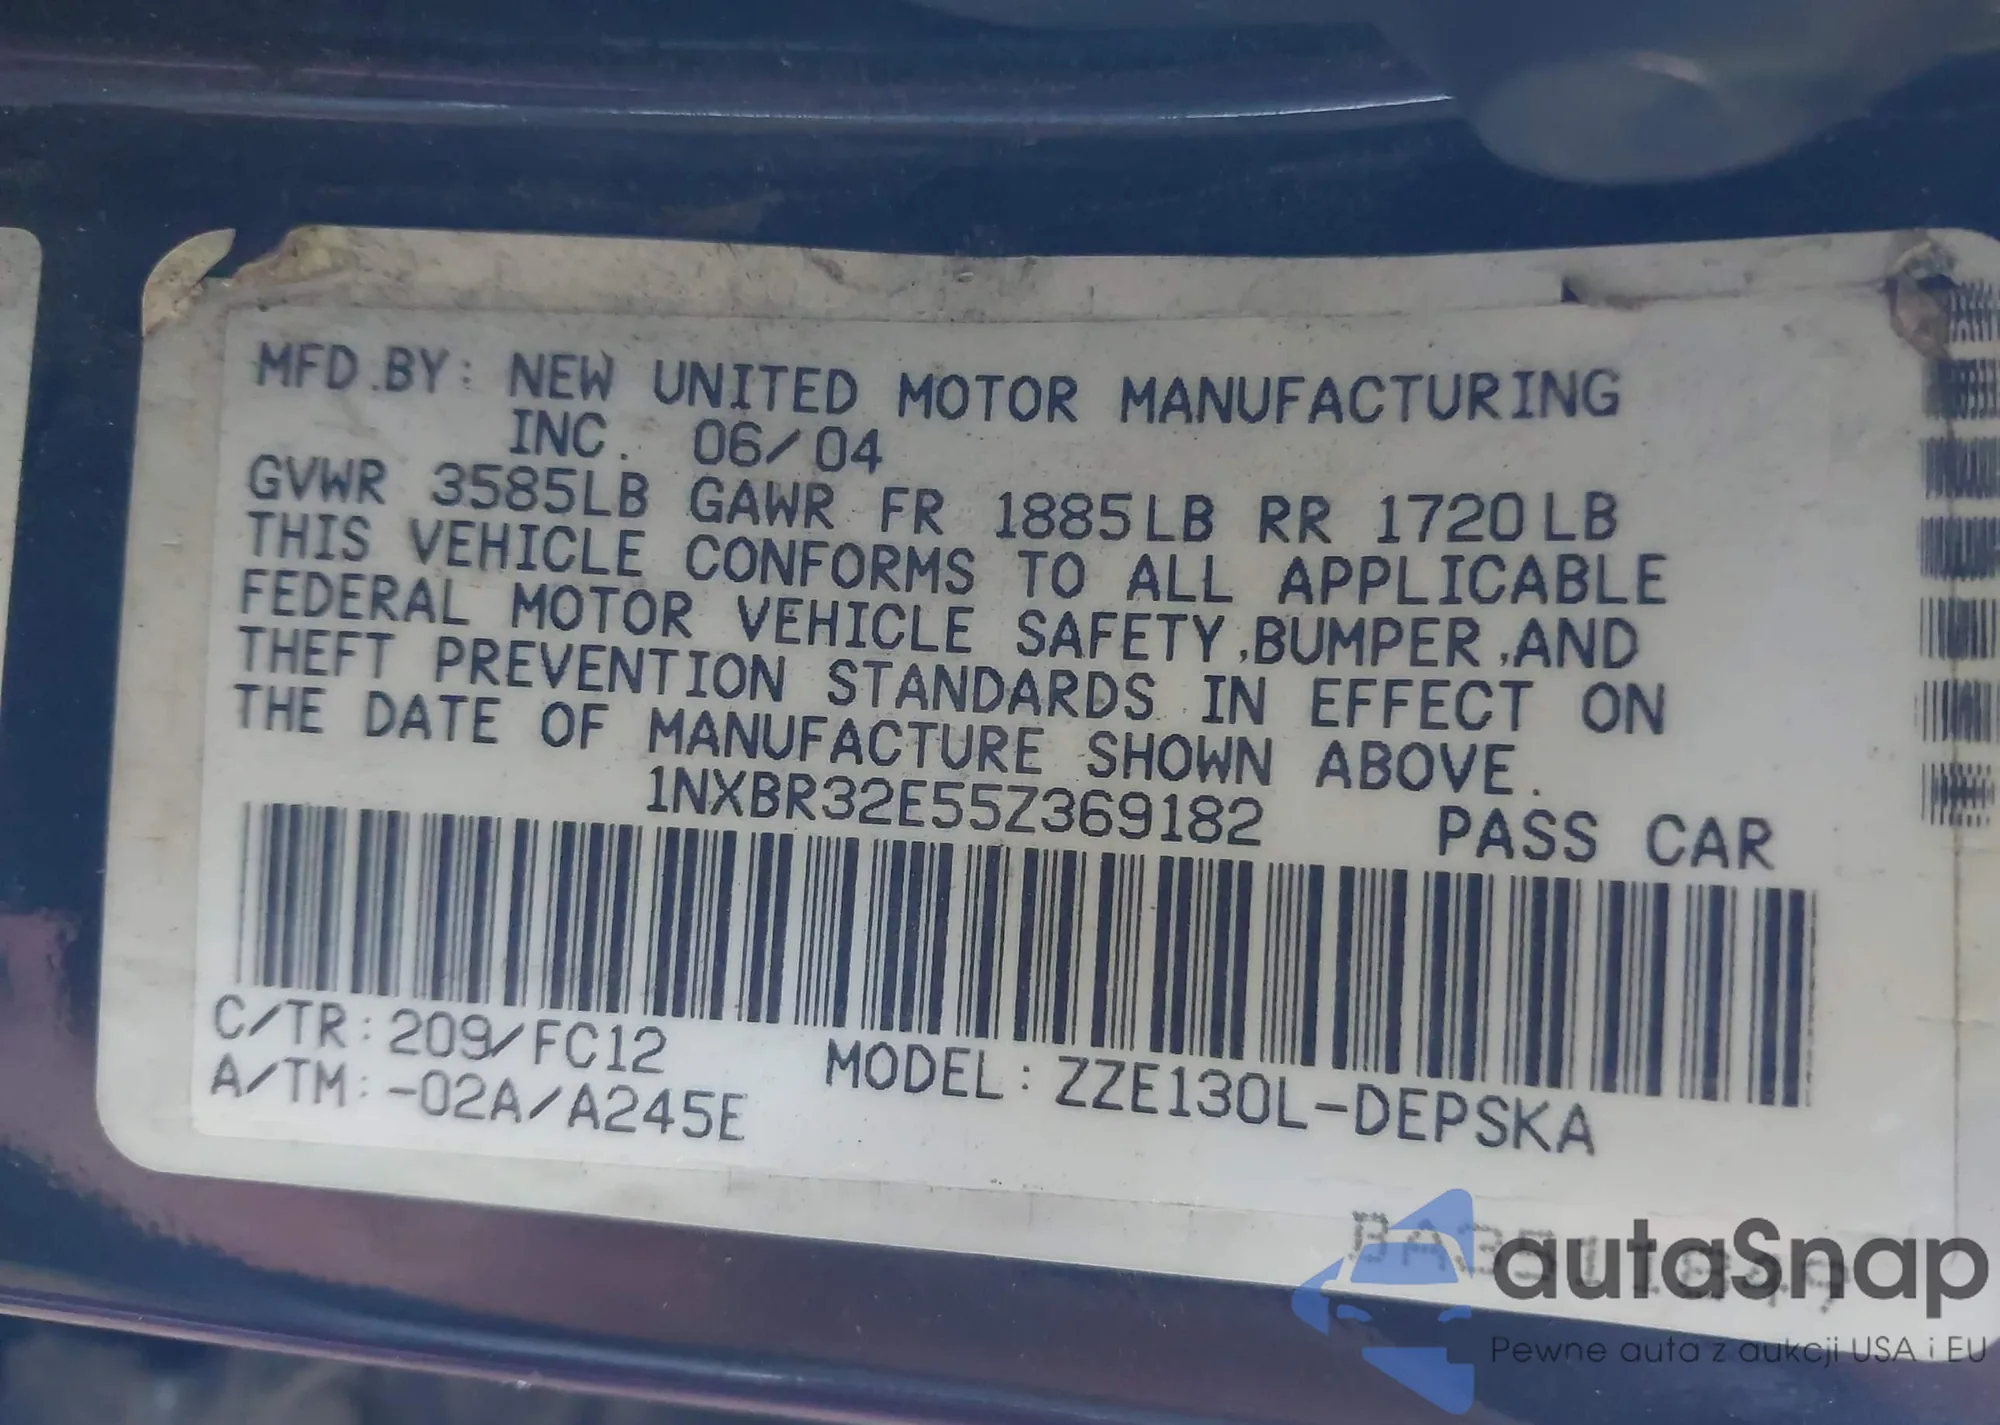 MFD.BY: NEW UNITED MOTOR MANUFACTURING
INC. 06/04
GVWR 3585LB GAWR FR 1885LB RR 1720LB
THIS VEHICLE CONFORMS TO ALL APPLICABLE
FEDERAL MOTOR VEHICLE SAFETY,BUMPER,AND
THEFT PREVENTION STANDARDS IN EFFECT ON
THE DATE OF MANUFACTURE SHOWN ABOVE.
1NXBR32E55Z369182 PASS CAR
C/TR: 209/FC12
A/TM: -02A/A245E
MODEL: ZZE130L-DEPSKA
autaSnap
Pewne auta z aukcji USA i EU